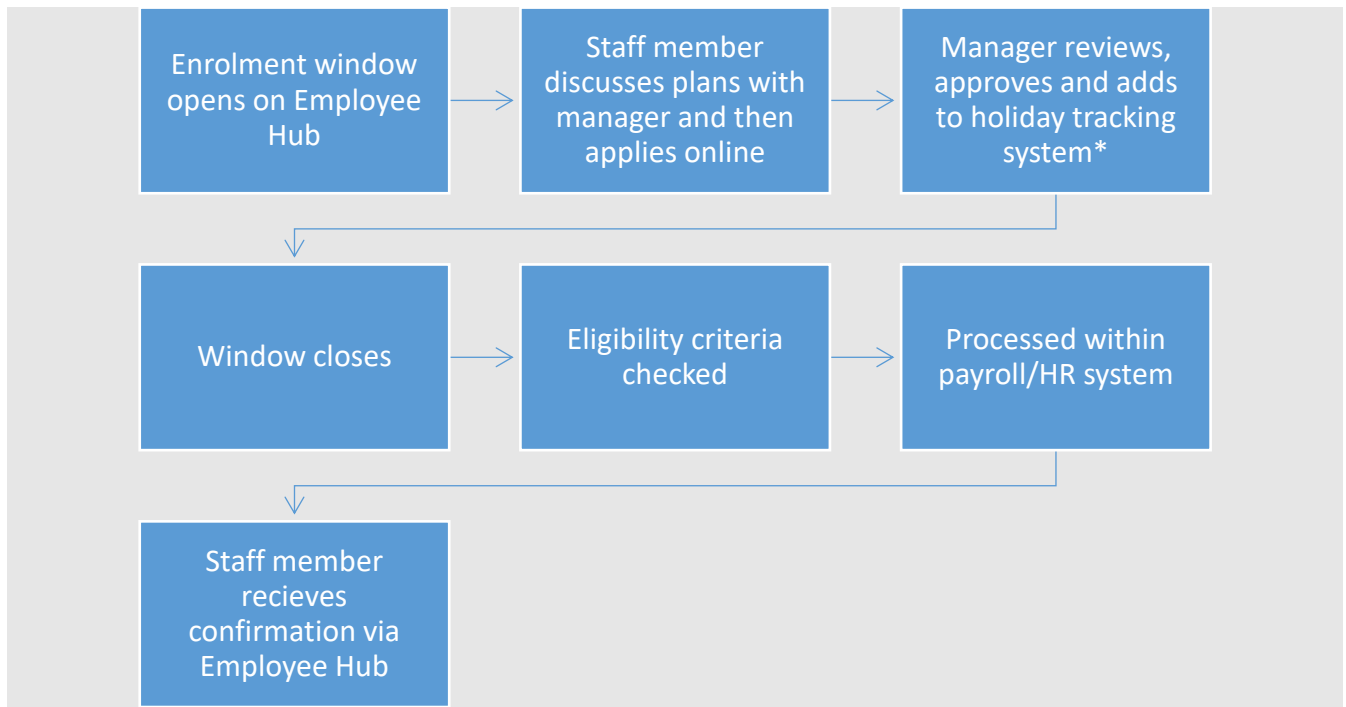 Enrolment window
opens on Employee
Hub
Staff member
discusses plans with
manager and then
applies online
Manager reviews,
approves and adds
to holiday tracking
system*
Window closes
Eligibility criteria
checked
Processed within
payroll/HR system
Staff member
recieves
confirmation via
Employee Hub